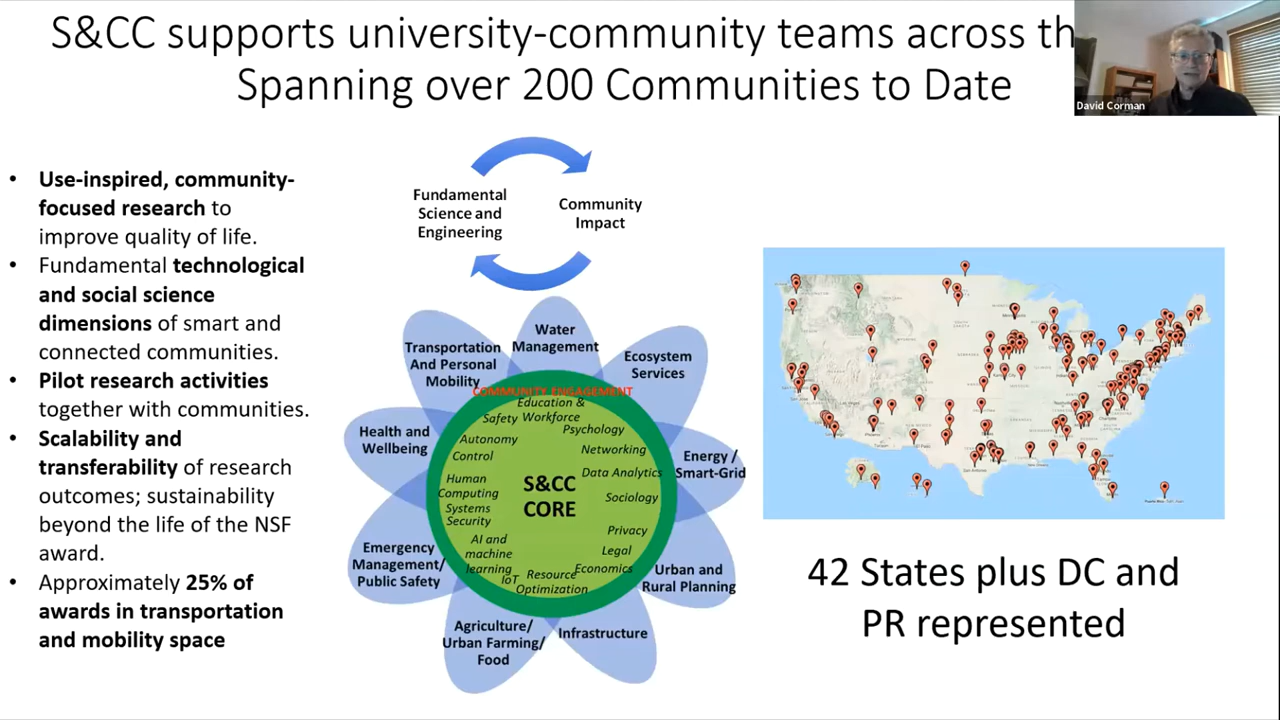 S&CC supports university-community teams across th
Spanning over 200 Communities to Date
David Corman
• Use-inspired, community-
focused research to
improve quality of life.
• Fundamental technological
and social science
dimensions of smart and
connected communities.
• Pilot research activities
together with communities.
• Scalability and
transferability of research
outcomes; sustainability
beyond the life of the NSF
award.
• Approximately 25% of
awards in transportation
and mobility space
Fundamental
Science and
Engineering
Community
Impact
Transportation
And Personal
Mobility
Water
Management
Ecosystem
Services
Health and
Wellbeing
Energy /
Smart-Grid
Emergency
Management/
Public Safety
Urban and
Rural Planning
Agriculture/
Urban Farming/
Food
Infrastructure
COMMUNITY ENGAGEMENT
Education &
Workforce
Safety
Psychology
Autonomy
Control
Networking
Data Analytics
Human
Computing
Systems
Security
S&CC
CORE
Sociology
Privacy
AI and
machine
learning
Legal
Economics
IoT
Resource
Optimization
42 States plus DC and
PR represented